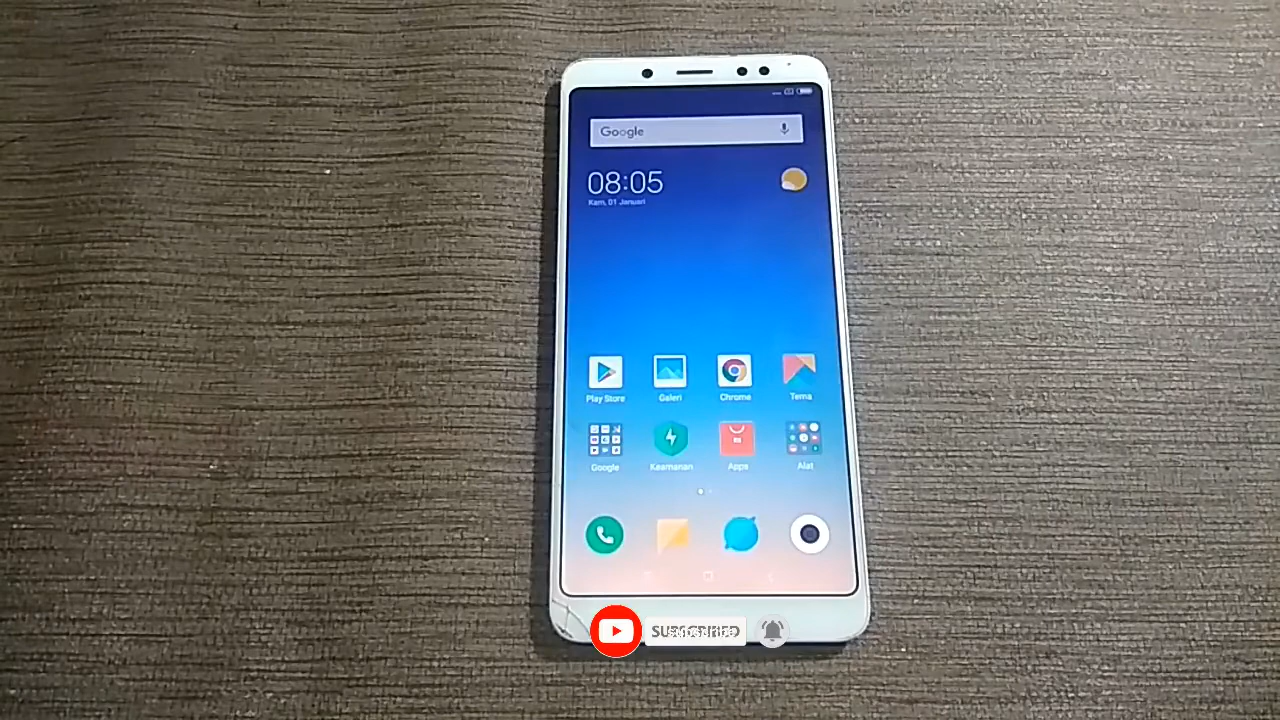 Google
08:05
Kam, 01 Januari
Play Store
Galeri
Chrome
Tema
Google
Keamanan
Apps
Alat
SUBSCRIBED